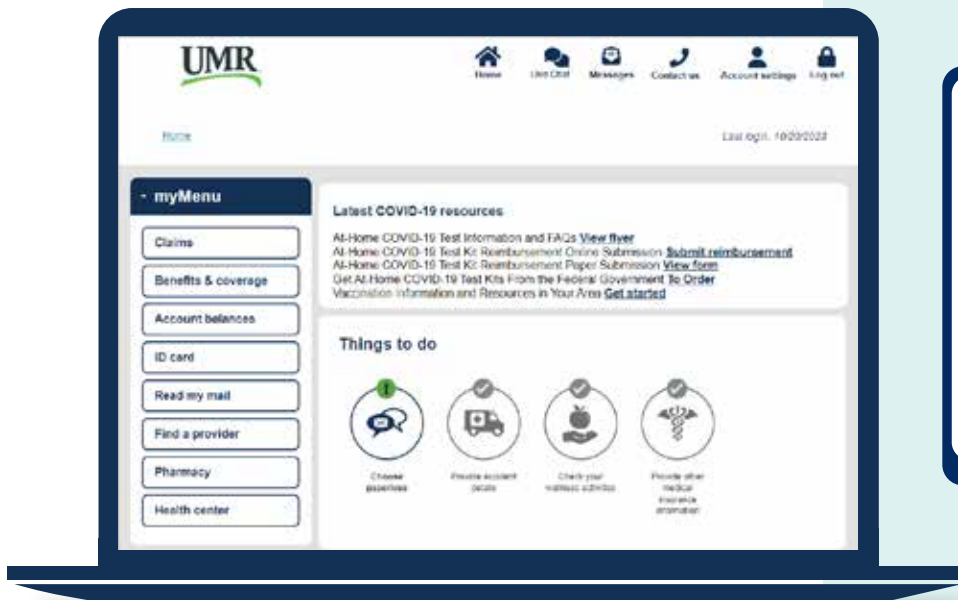 UMR
Home Live Chat Messages Contact us Account settings Log out
Home
Last login: 10/20/2023
- myMenu
Claims
Benefits & coverage
Account balances
ID card
Read my mail
Find a provider
Pharmacy
Health center
Latest COVID-19 resources
At-Home COVID-19 Test Information and FAQs View flyer
At-Home COVID-19 Test Kit Reimbursement Online Submission Submit reimbursement
At-Home COVID-19 Test Kit Reimbursement Paper Submission View form
Get At-Home COVID-19 Test Kits From the Federal Government To Order
Vaccination Information and Resources in Your Area Get started
Things to do
Choose
paperless
Provide accident
details
Check your
wellness activities
Provide other
medical
insurance
information